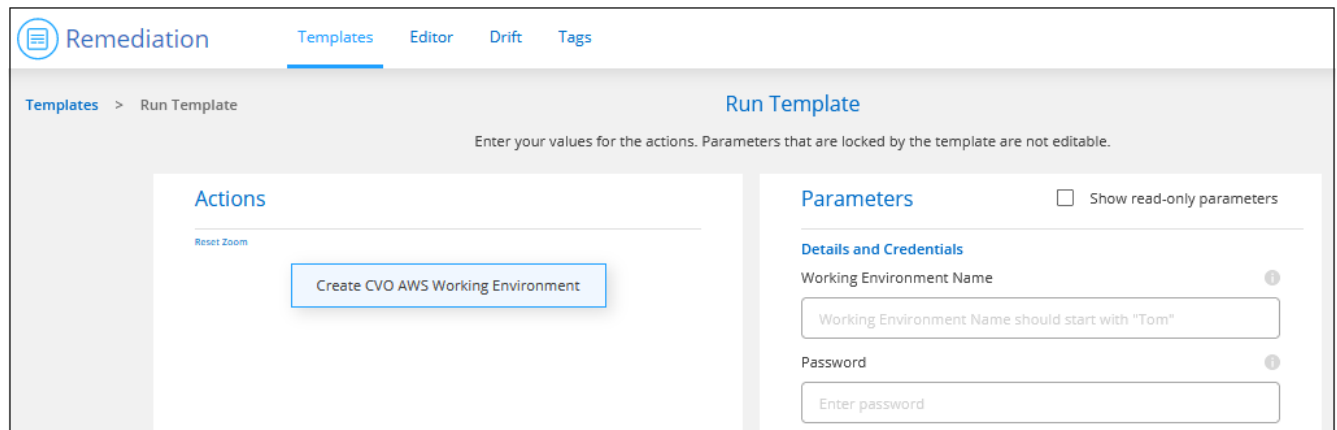 Remediation
Templates
Editor
Drift
Tags
Templates > Run Template
Run Template
Enter your values for the actions. Parameters that are locked by the template are not editable.
Actions
Reset Zoom
Create CVO AWS Working Environment
Parameters
Show read-only parameters
Details and Credentials
Working Environment Name
Working Environment Name should start with "Tom"
Password
Enter password